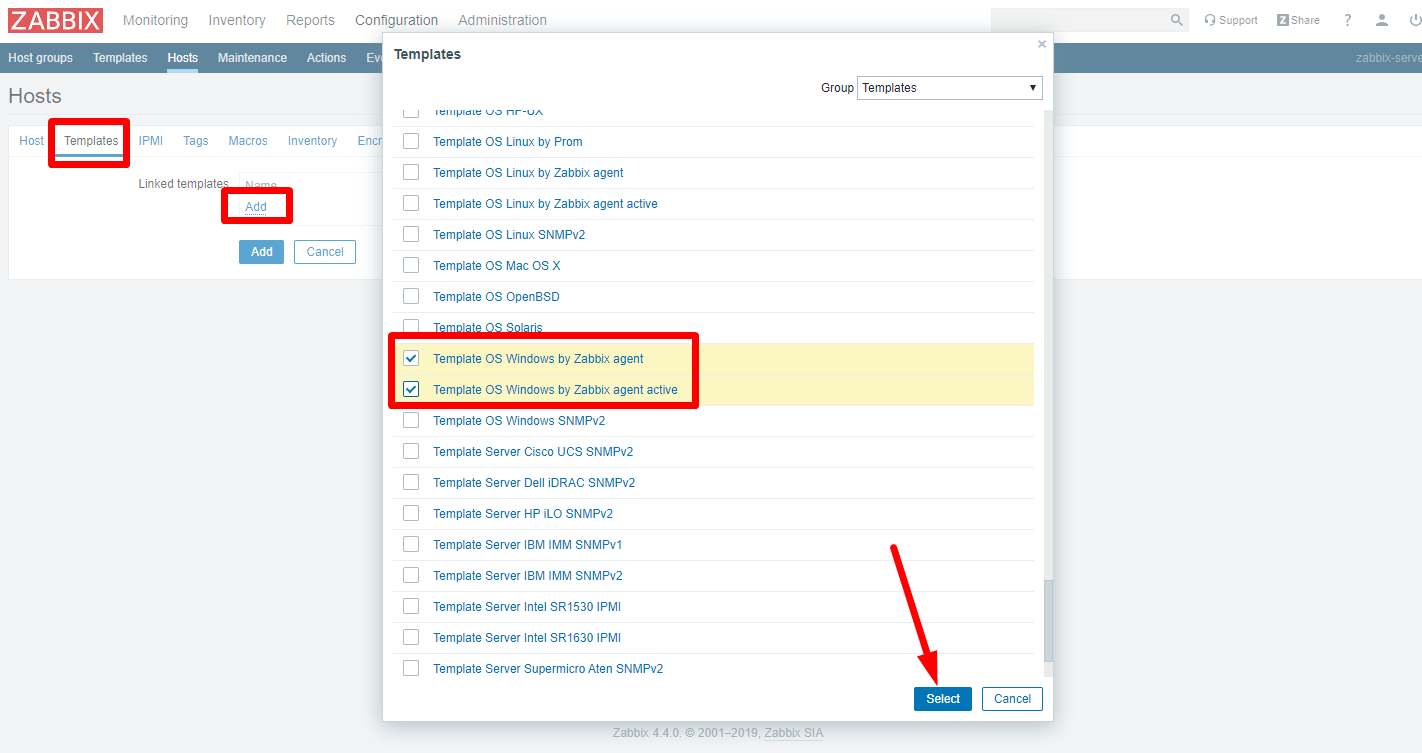 ZABBIX Monitoring Inventory Reports Configuration Administration Support Z Share ?
Host groups Templates Hosts Maintenance Actions Eve zabbix-serve
Templates
×
Group Templates
Hosts
Host Templates IPMI Tags Macros Inventory Encr
Linked templates Name
Add
Add Cancel
Template OS HP-UX
Template OS Linux by Prom
Template OS Linux by Zabbix agent
Template OS Linux by Zabbix agent active
Template OS Linux SNMPv2
Template OS Mac OS X
Template OS OpenBSD
Template OS Solaris
Template OS Windows by Zabbix agent
Template OS Windows by Zabbix agent active
Template OS Windows SNMPv2
Template Server Cisco UCS SNMPv2
Template Server Dell iDRAC SNMPv2
Template Server HP iLO SNMPv2
Template Server IBM IMM SNMPv1
Template Server IBM IMM SNMPv2
Template Server Intel SR1530 IPMI
Template Server Intel SR1630 IPMI
Template Server Supermicro Aten SNMPv2
Select Cancel
Zabbix 4.4.0. © 2001–2019, Zabbix SIA